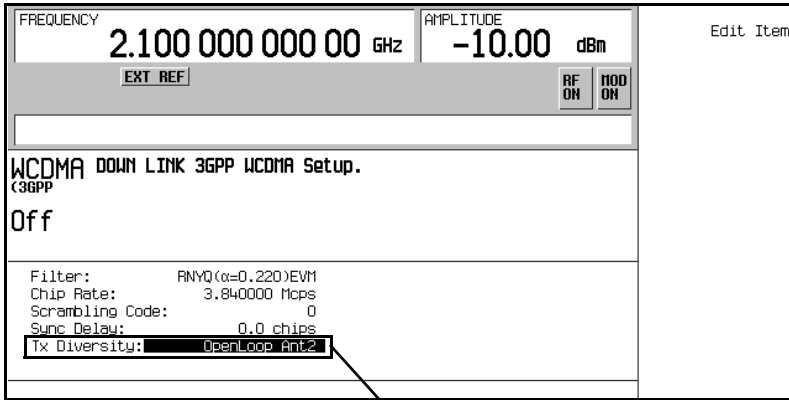 FREQUENCY
2.100 000 000 00 GHz
AMPLITUDE
-10.00 dBm
Edit Item
EXT REF
RF ON
MOD ON
WCDMA DOWN LINK 3GPP WCDMA Setup.
(3GPP
Off
Filter: RNYQ(α=0.220)EVM
Chip Rate: 3.840000 Mcps
Scrambling Code: 0
Sync Delay: 0.0 chips
Tx Diversity: OpenLoop Ant2